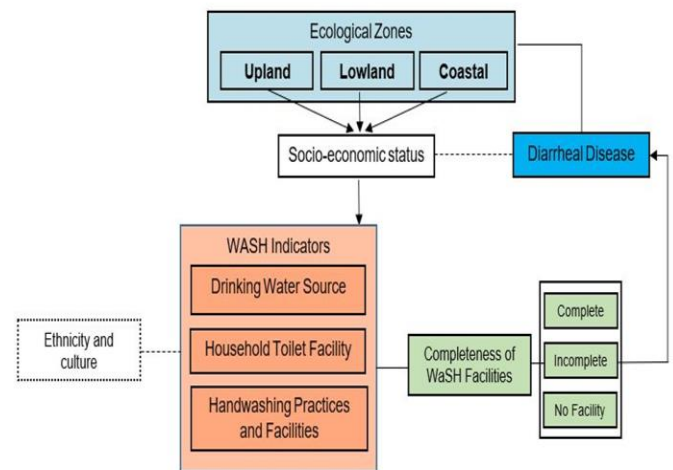 Ecological Zones
Upland
Lowland
Coastal
Socio-economic status
Diarrheal Disease
WASH Indicators
Drinking Water Source
Household Toilet Facility
Handwashing Practices
and Facilities
Ethnicity and
culture
Completeness of
WaSH Facilities
Complete
Incomplete
No Facility